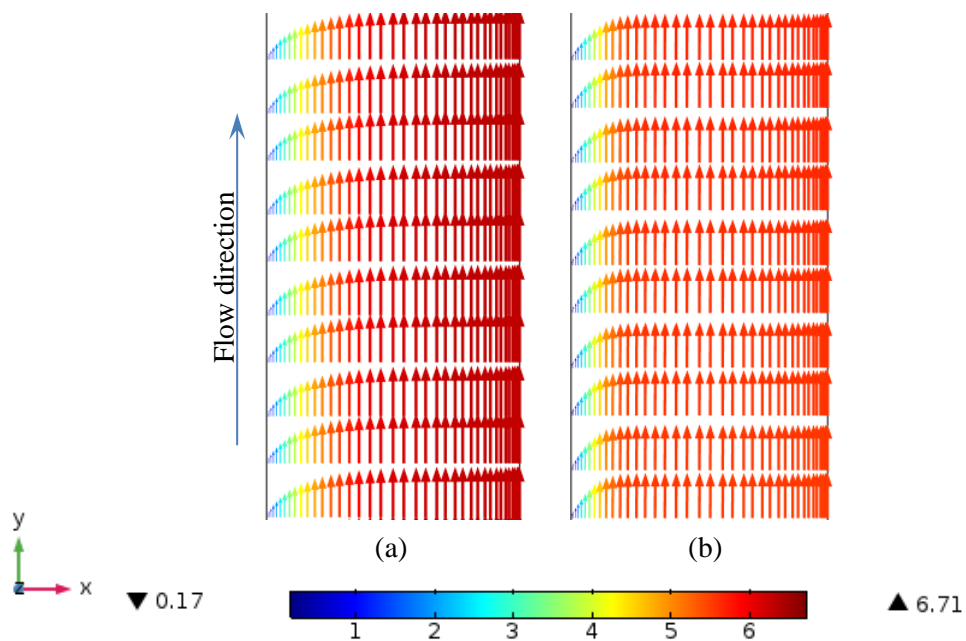 Flow direction
(a)
(b)
y
z
x
▼ 0.17
▲ 6.71
1 2 3 4 5 6